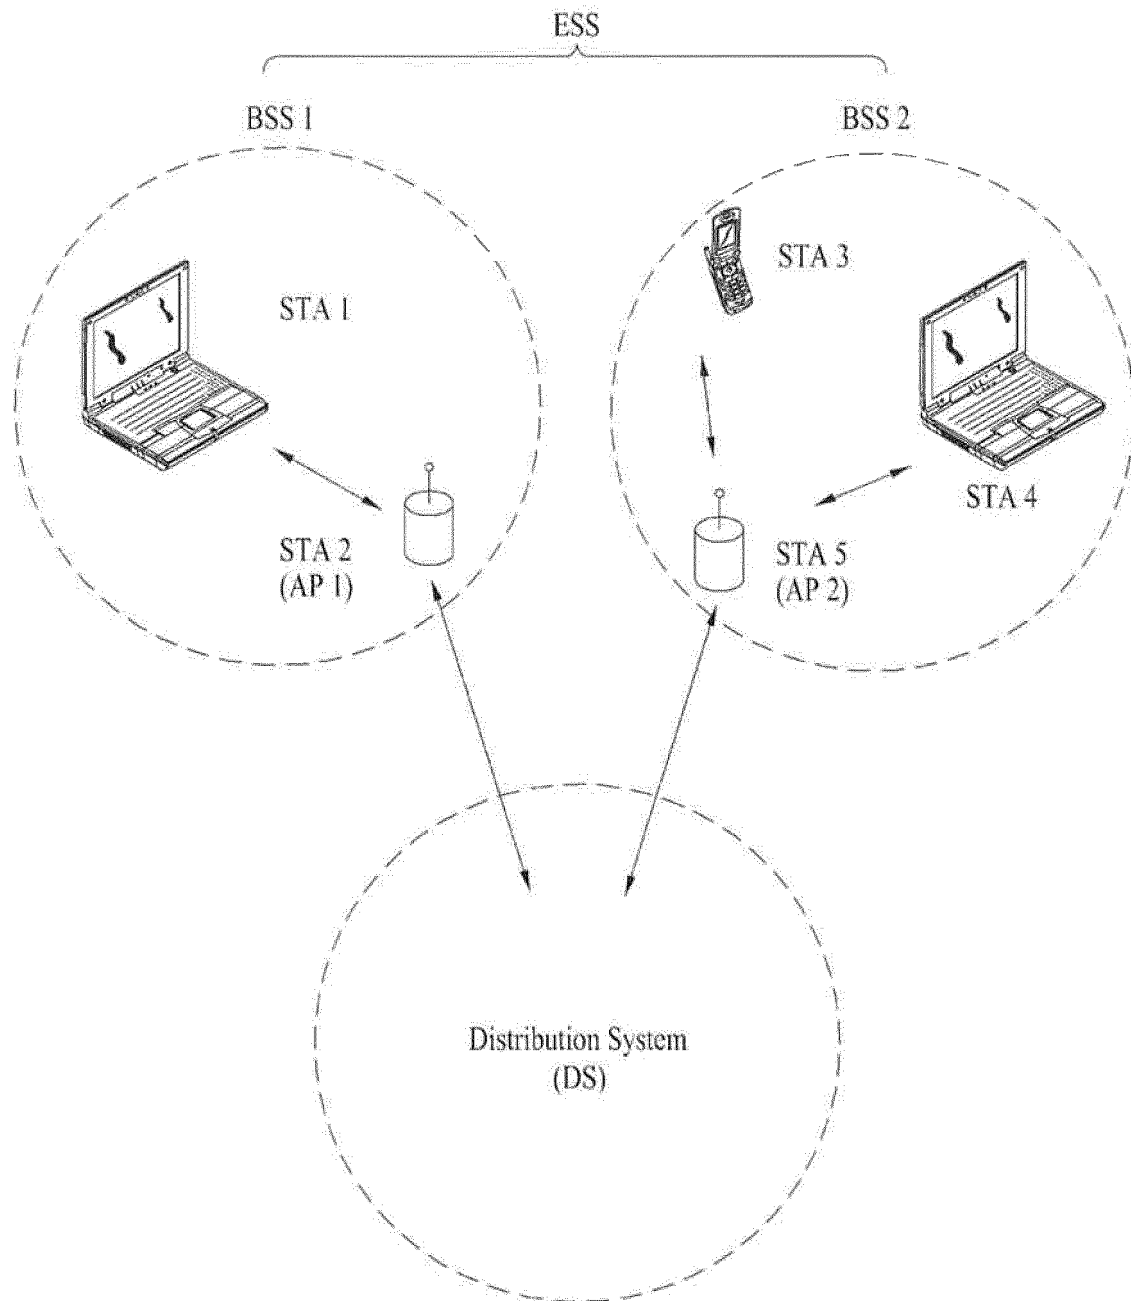 ESS
BSS 1
BSS 2
STA 1
STA 3
STA 4
STA 2
(AP 1)
STA 5
(AP 2)
Distribution System
(DS)